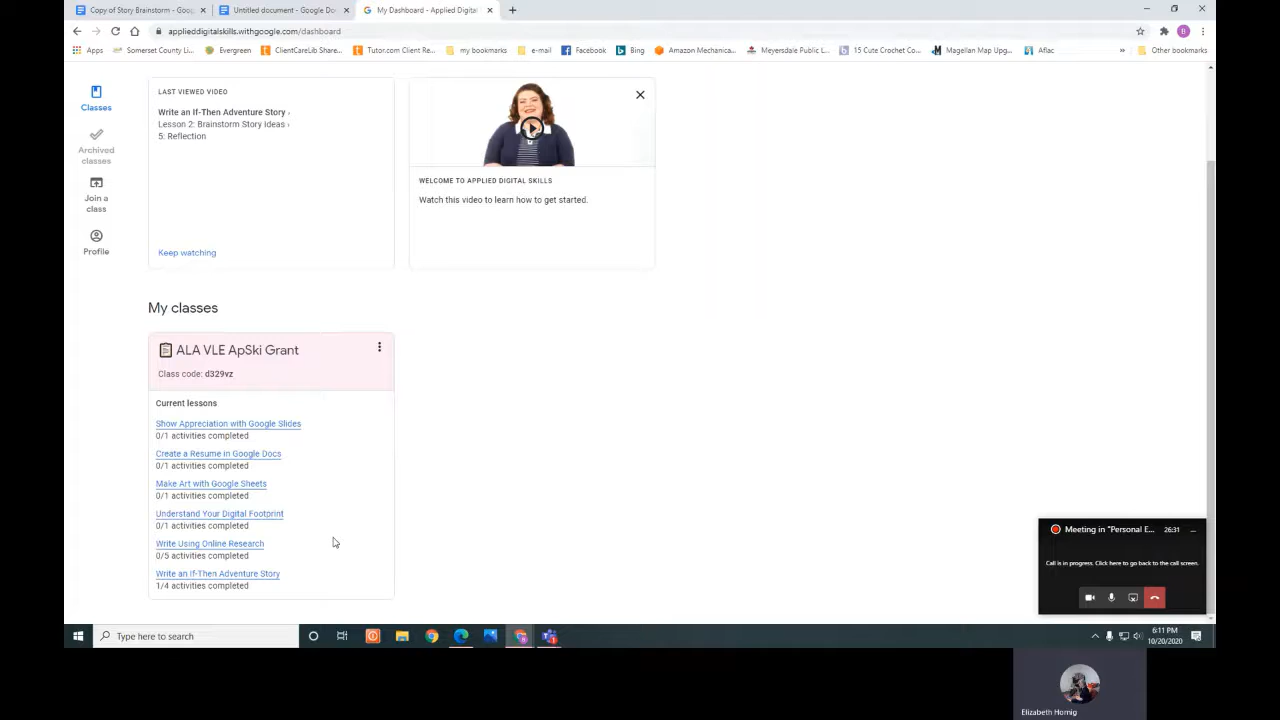 Copy of Story Brainstorm - Goog
Untitled document - Google Do
My Dashboard - Applied Digital
applieddigitalskills.withgoogle.com/dashboard
Apps
Somerset County Li...
Evergreen
ClientCareLib Share...
Tutor.com Client Re...
my bookmarks
e-mail
Facebook
Bing
Amazon Mechanica...
Meyersdale Public L...
15 Cute Crochet Co...
Magellan Map Upg...
Aflac
»
Other bookmarks
Classes
Archived
classes
Join a
class
Profile
LAST VIEWED VIDEO
Write an If-Then Adventure Story ›
Lesson 2: Brainstorm Story Ideas ›
5: Reflection
Keep watching
WELCOME TO APPLIED DIGITAL SKILLS
Watch this video to learn how to get started.
My classes
ALA VLE ApSki Grant
Class code: d329vz
Current lessons
Show Appreciation with Google Slides
0/1 activities completed
Create a Resume in Google Docs
0/1 activities completed
Make Art with Google Sheets
0/1 activities completed
Understand Your Digital Footprint
0/1 activities completed
Write Using Online Research
0/5 activities completed
Write an If-Then Adventure Story
1/4 activities completed
Meeting in "Personal E...
26:31
Call is in progress. Click here to go back to the call screen.
Type here to search
6:11 PM
10/20/2020
Elizabeth Hornig